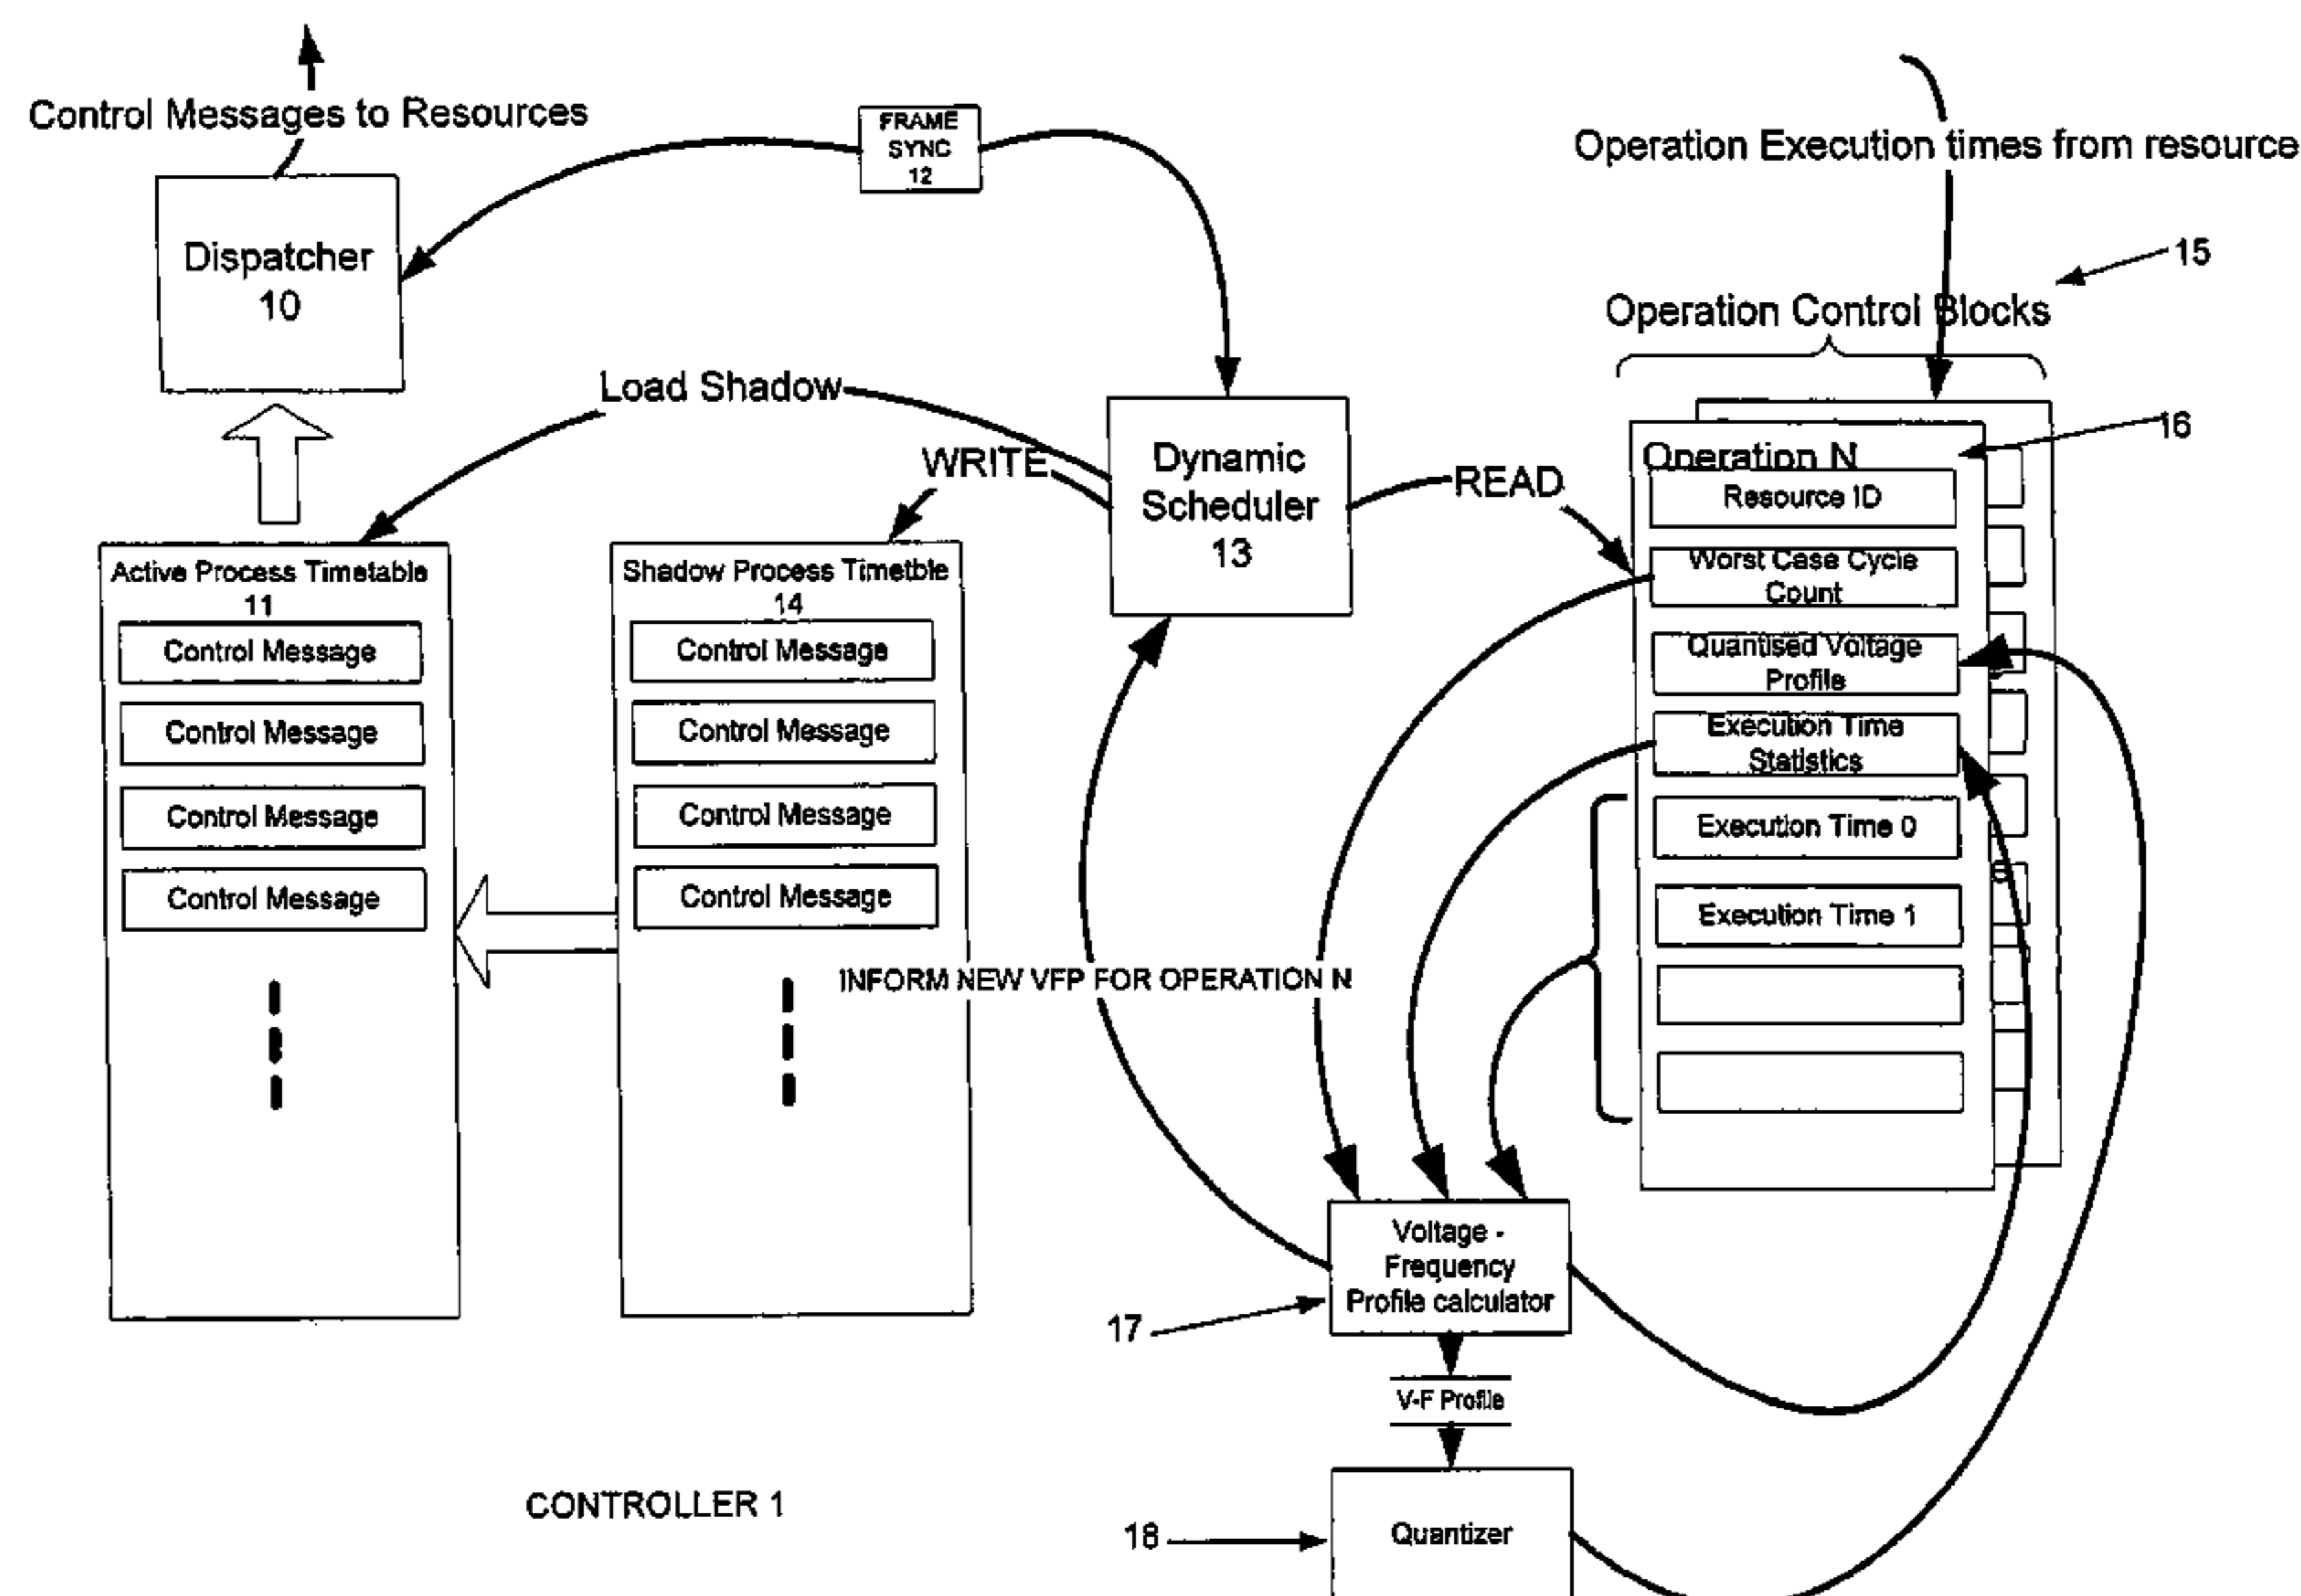 Control Messages to Resources
FRAME
SYNC
12
Operation Execution times from resource
Dispatcher
10
15
Operation Control Blocks
Load Shadow
WRITE
Dynamic
Scheduler
13
READ
16
Operation N
Resource ID
Worst Case Cycle
Count
Quantised Voltage
Profile
Execution Time
Statistics
Execution Time 0
Execution Time 1
Active Process Timetable
11
Control Message
Control Message
Control Message
Control Message
Shadow Process Timetble
14
Control Message
Control Message
Control Message
Control Message
INFORM NEW VFP FOR OPERATION N
Voltage -
Frequency
Profile calculator
17
V-F Profile
CONTROLLER 1
18
Quantizer